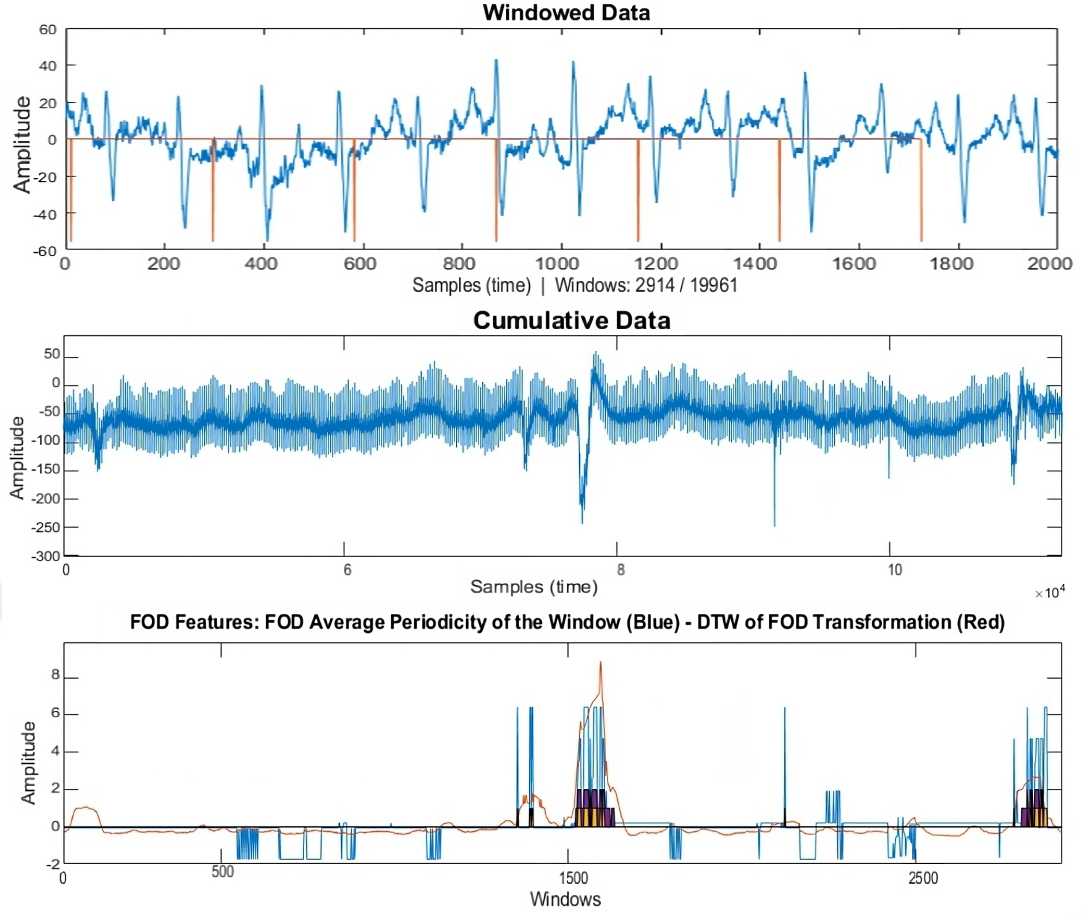 Windowed Data
60
40
20
0
-20
-40
-60
Amplitude
0 200 400 600 800 1000 1200 1400 1600 1800 2000
Samples (time) | Windows: 2914 / 19961
Cumulative Data
50
0
-50
-100
-150
-200
-250
-300
Amplitude
0 6 8 10
Samples (time)
×10⁴
FOD Features: FOD Average Periodicity of the Window (Blue) - DTW of FOD Transformation (Red)
8
6
4
2
0
-2
Amplitude
0 500 1500 2500
Windows